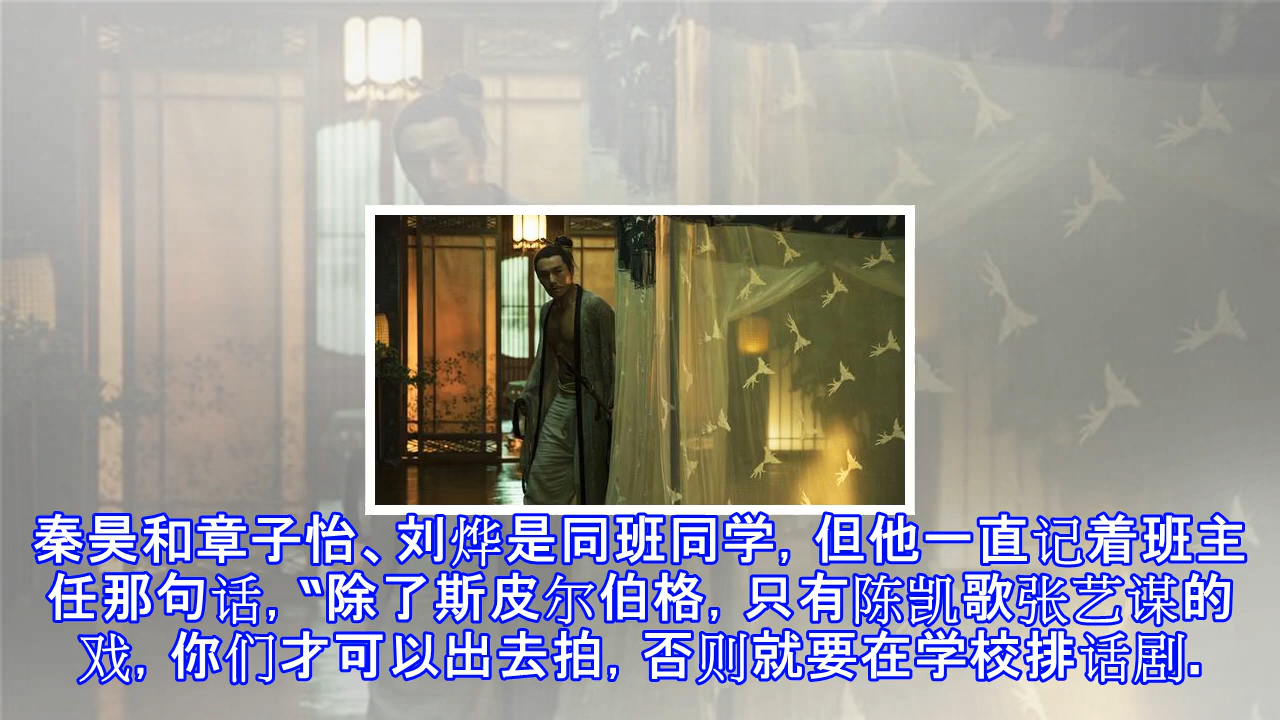 秦昊和章子怡、刘烨是同班同学, 但他一直记着班主
任那句话, “除了斯皮尔伯格, 只有陈凯歌张艺谋的
戏, 你们才可以出去拍, 否则就要在学校排话剧.